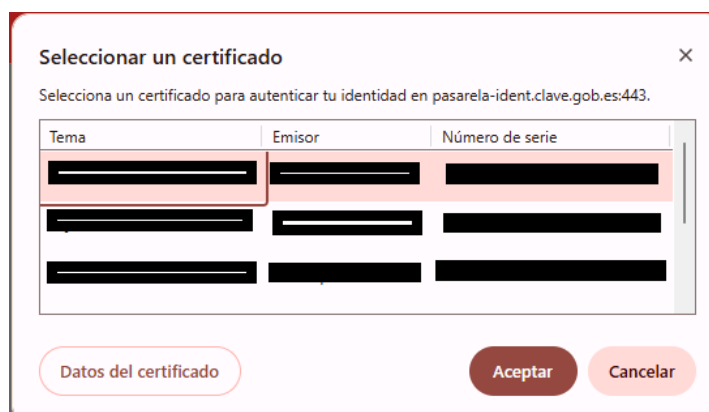 Seleccionar un certificado
Selecciona un certificado para autenticar tu identidad en pasarela-ident.clave.gob.es:443.
Tema Emisor Número de serie
Datos del certificado Aceptar Cancelar